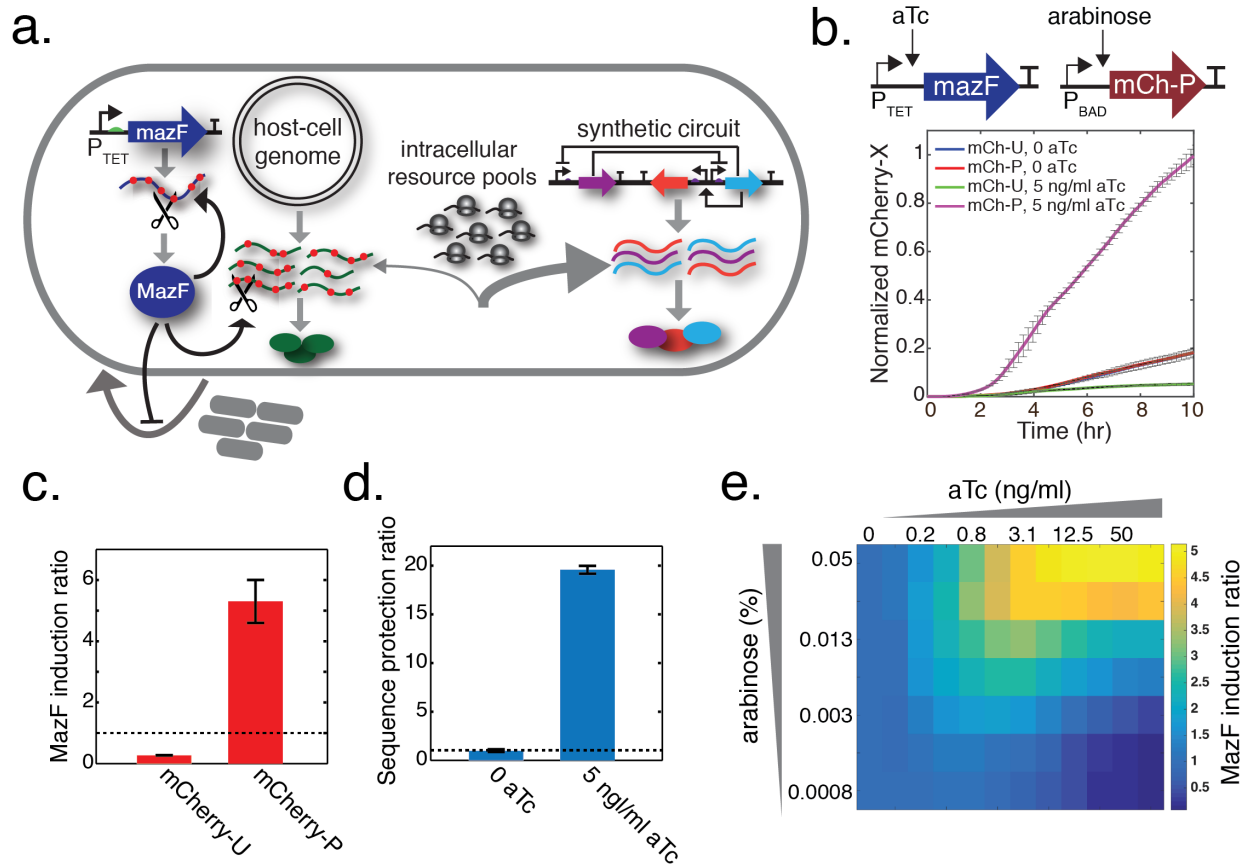 a.
mazF
P TET
host-cell
genome
MazF
intracellular
resource pools
synthetic circuit
b.
aTc
arabinose
mazF
mCh-P
P TET
P BAD
Normalized mCherry-X
1
0.8
0.6
0.4
0.2
0
mCh-U, 0 aTc
mCh-P, 0 aTc
mCh-U, 5 ng/ml aTc
mCh-P, 5 ng/ml aTc
0 2 4 6 8 10
Time (hr)
c.
MazF induction ratio
6
4
2
0
mCherry-U
mCherry-P
d.
Sequence protection ratio
20
15
10
5
0
0 aTc
5 ngl/ml aTc
e.
aTc (ng/ml)
0 0.2 0.8 3.1 12.5 50
arabinose (%)
0.05
0.013
0.003
0.0008
5
4.5
4
3.5
3
2.5
2
1.5
1
0.5
MazF induction ratio